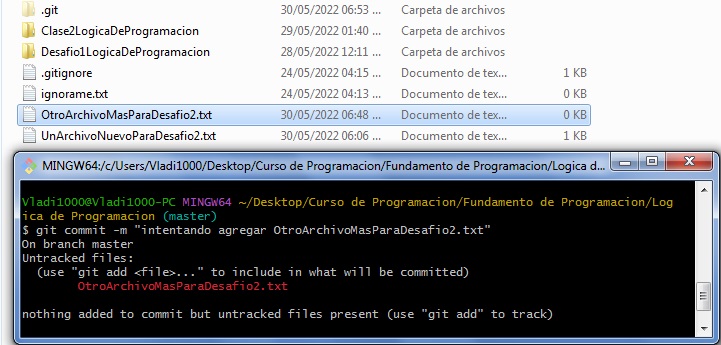 .git 30/05/2022 06:53 ... Carpeta de archivos
Clase2LogicaDeProgramacion 29/05/2022 01:40 ... Carpeta de archivos
Desafio1LogicaDeProgramacion 28/05/2022 12:11 ... Carpeta de archivos
.gitignore 24/05/2022 04:15 ... Documento de tex... 1 KB
ignorame.txt 24/05/2022 04:13 ... Documento de tex... 0 KB
OtroArchivoMasParaDesafio2.txt 30/05/2022 06:48 ... Documento de tex... 0 KB
UnArchivoNuevoParaDesafio2.txt 30/05/2022 06:06 ... Documento de tex... 1 KB
MINGW64:/c/Users/Vladi1000/Desktop/Curso de Programacion/Fundamento de Programacion/Logica d...
Vladi1000@Vladi1000-PC MINGW64 ~/Desktop/Curso de Programacion/Fundamento de Programacion/Log
ica de Programacion (master)
$ git commit -m "intentando agregar OtroArchivoMasParaDesafio2.txt"
On branch master
Untracked files:
(use "git add <file>..." to include in what will be committed)
OtroArchivoMasParaDesafio2.txt
nothing added to commit but untracked files present (use "git add" to track)